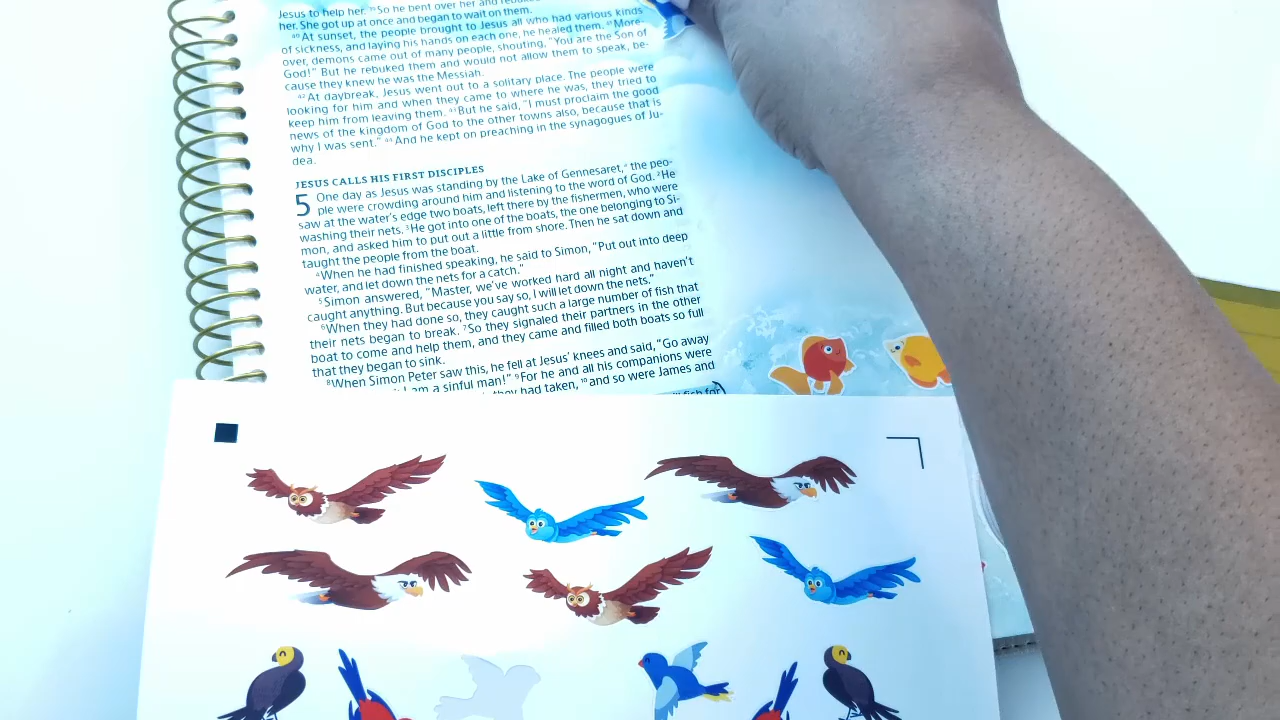 Jesus to help her. 39So he bent over her and rebuked
her. She got up at once and began to wait on them.
40At sunset, the people brought to Jesus all who had various kinds
of sickness, and laying his hands on each one, he healed them. 41More-
over, demons came out of many people, shouting, "You are the Son of
God!" But he rebuked them and would not allow them to speak, be-
cause they knew he was the Messiah.
42At daybreak, Jesus went out to a solitary place. The people were
looking for him and when they came to where he was, they tried to
keep him from leaving them. 43But he said, "I must proclaim the good
news of the kingdom of God to the other towns also, because that is
why I was sent." 44And he kept on preaching in the synagogues of Ju-
dea.
JESUS CALLS HIS FIRST DISCIPLES
5 One day as Jesus was standing by the Lake of Gennesaret, the peo-
ple were crowding around him and listening to the word of God. 2He
saw at the water's edge two boats, left there by the fishermen, who were
washing their nets. 3He got into one of the boats, the one belonging to Si-
mon, and asked him to put out a little from shore. Then he sat down and
taught the people from the boat.
4When he had finished speaking, he said to Simon, "Put out into deep
water, and let down the nets for a catch."
5Simon answered, "Master, we've worked hard all night and haven't
caught anything. But because you say so, I will let down the nets."
6When they had done so, they caught such a large number of fish that
their nets began to break. 7So they signaled their partners in the other
boat to come and help them, and they came and filled both boats so full
that they began to sink.
8When Simon Peter saw this, he fell at Jesus' knees and said, "Go away
I am a sinful man!" 9For he and all his companions were
they had taken, 10and so were James and
fish for